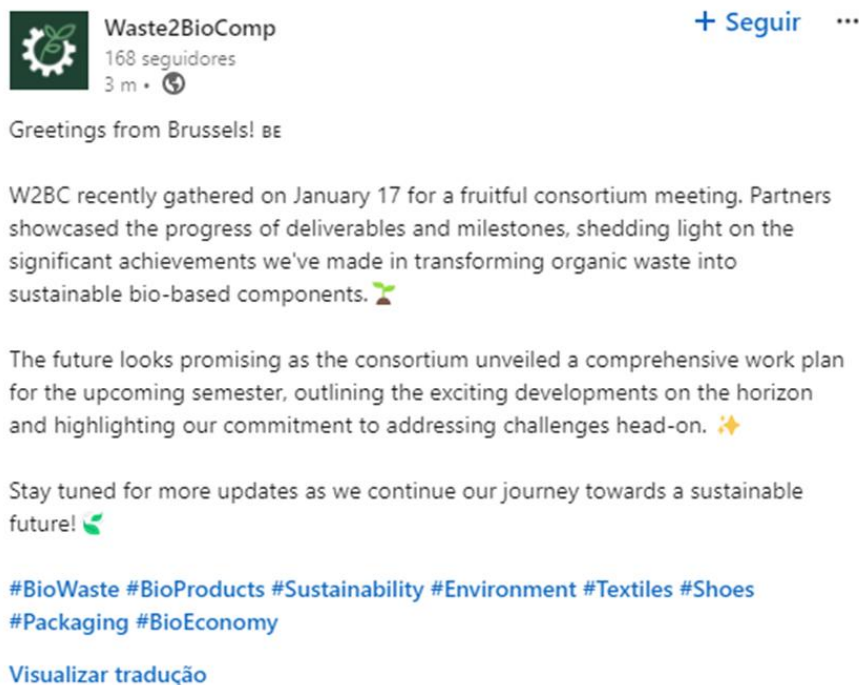 Waste2BioComp
+ Seguir
168 seguidores
3 m •
Greetings from Brussels! BE
W2BC recently gathered on January 17 for a fruitful consortium meeting. Partners
showcased the progress of deliverables and milestones, shedding light on the
significant achievements we've made in transforming organic waste into
sustainable bio-based components. 🌱
The future looks promising as the consortium unveiled a comprehensive work plan
for the upcoming semester, outlining the exciting developments on the horizon
and highlighting our commitment to addressing challenges head-on. ✨
Stay tuned for more updates as we continue our journey towards a sustainable
future! 🌿
#BioWaste #BioProducts #Sustainability #Environment #Textiles #Shoes
#Packaging #BioEconomy
Visualizar tradução